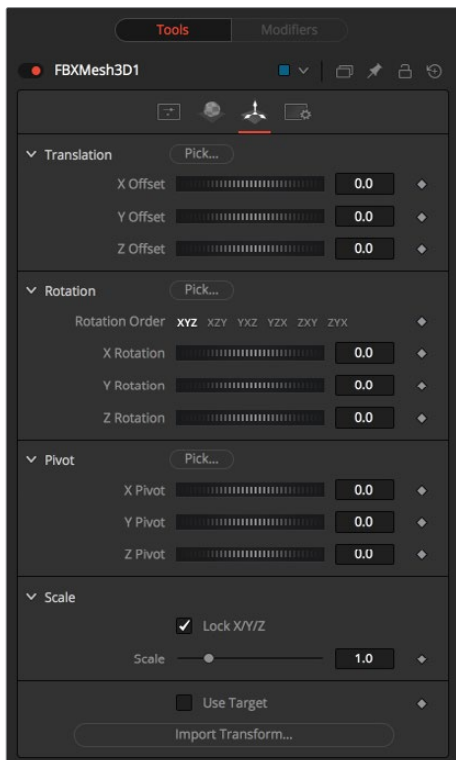 Tools Modifiers
FBXMesh3D1
Translation Pick...
X Offset 0.0
Y Offset 0.0
Z Offset 0.0
Rotation Pick...
Rotation Order XYZ XZY YXZ YZX ZXY ZYX
X Rotation 0.0
Y Rotation 0.0
Z Rotation 0.0
Pivot Pick...
X Pivot 0.0
Y Pivot 0.0
Z Pivot 0.0
Scale
Lock X/Y/Z
Scale 1.0
Use Target
Import Transform...